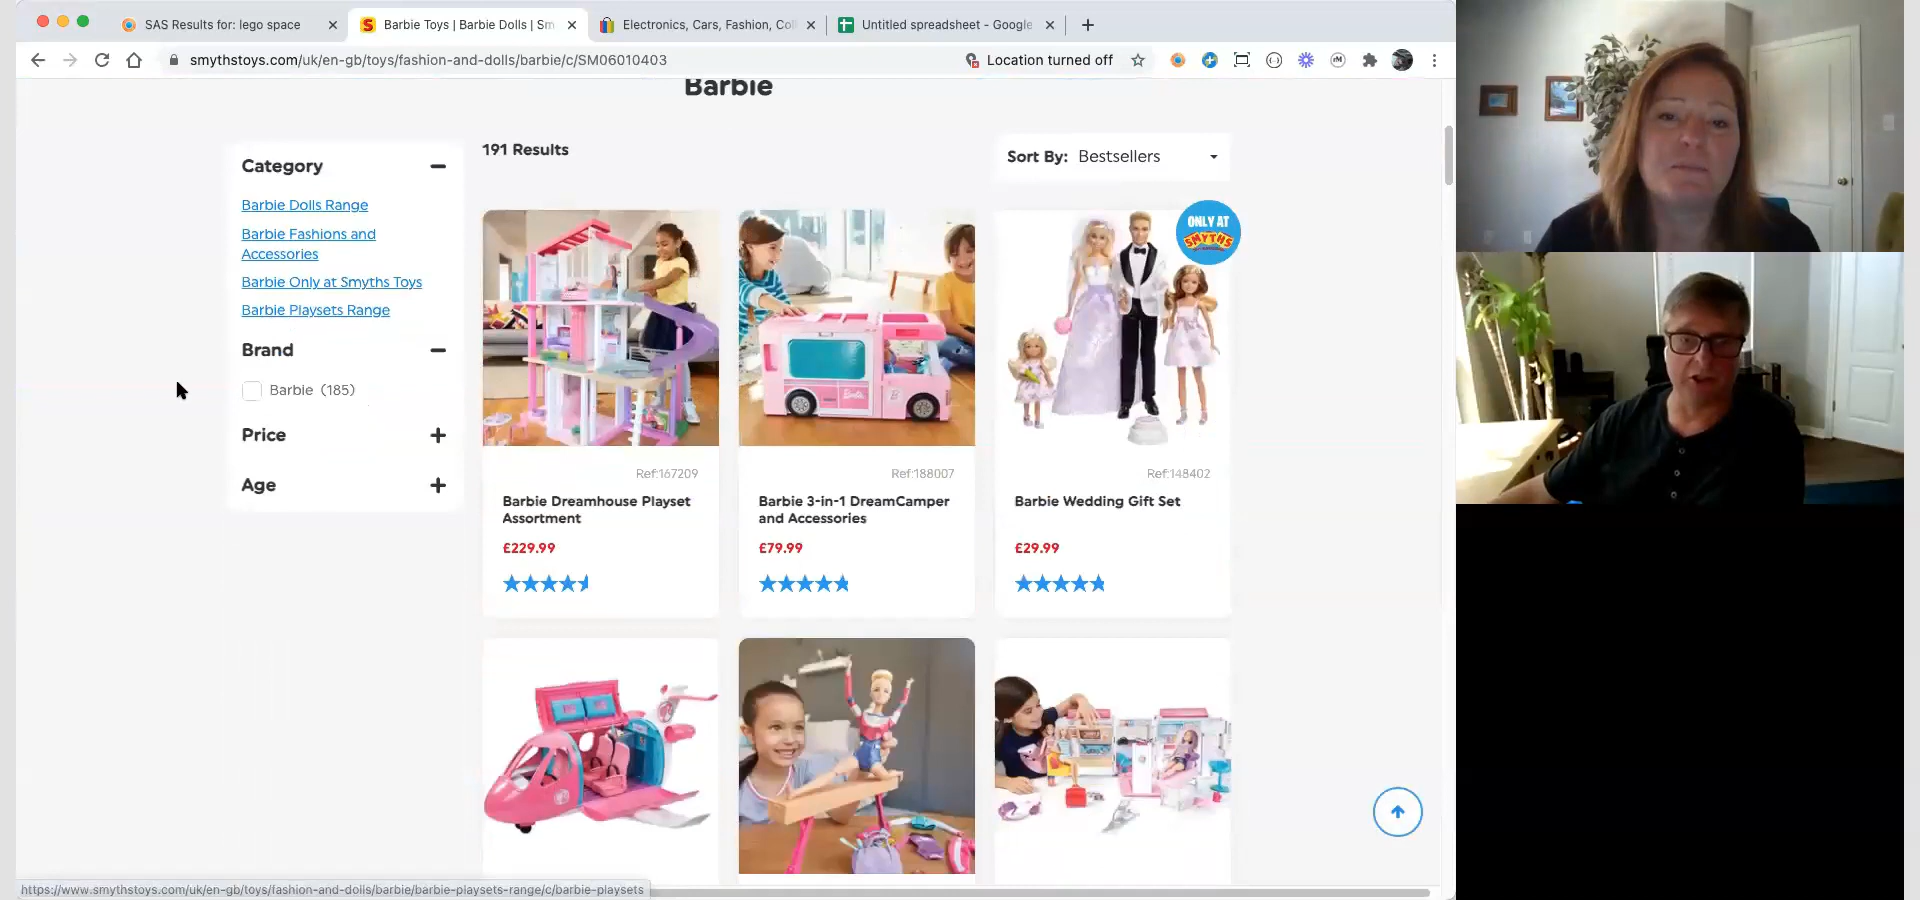 SAS Results for: lego space
Barbie Toys | Barbie Dolls | Sm
Electronics, Cars, Fashion, Col
Untitled spreadsheet - Google
smythstoys.com/uk/en-gb/toys/fashion-and-dolls/barbie/c/SM06010403
Location turned off
Barbie
Category
Barbie Dolls Range
Barbie Fashions and
Accessories
Barbie Only at Smyths Toys
Barbie Playsets Range
Brand
Barbie (185)
Price
Age
191 Results
Sort By: Bestsellers
ONLY AT
SMYTHS
Ref:167209
Barbie Dreamhouse Playset
Assortment
£229.99
Ref:188007
Barbie 3-in-1 DreamCamper
and Accessories
£79.99
Ref:148402
Barbie Wedding Gift Set
£29.99
https://www.smythstoys.com/uk/en-gb/toys/fashion-and-dolls/barbie/barbie-playsets-range/c/barbie-playsets